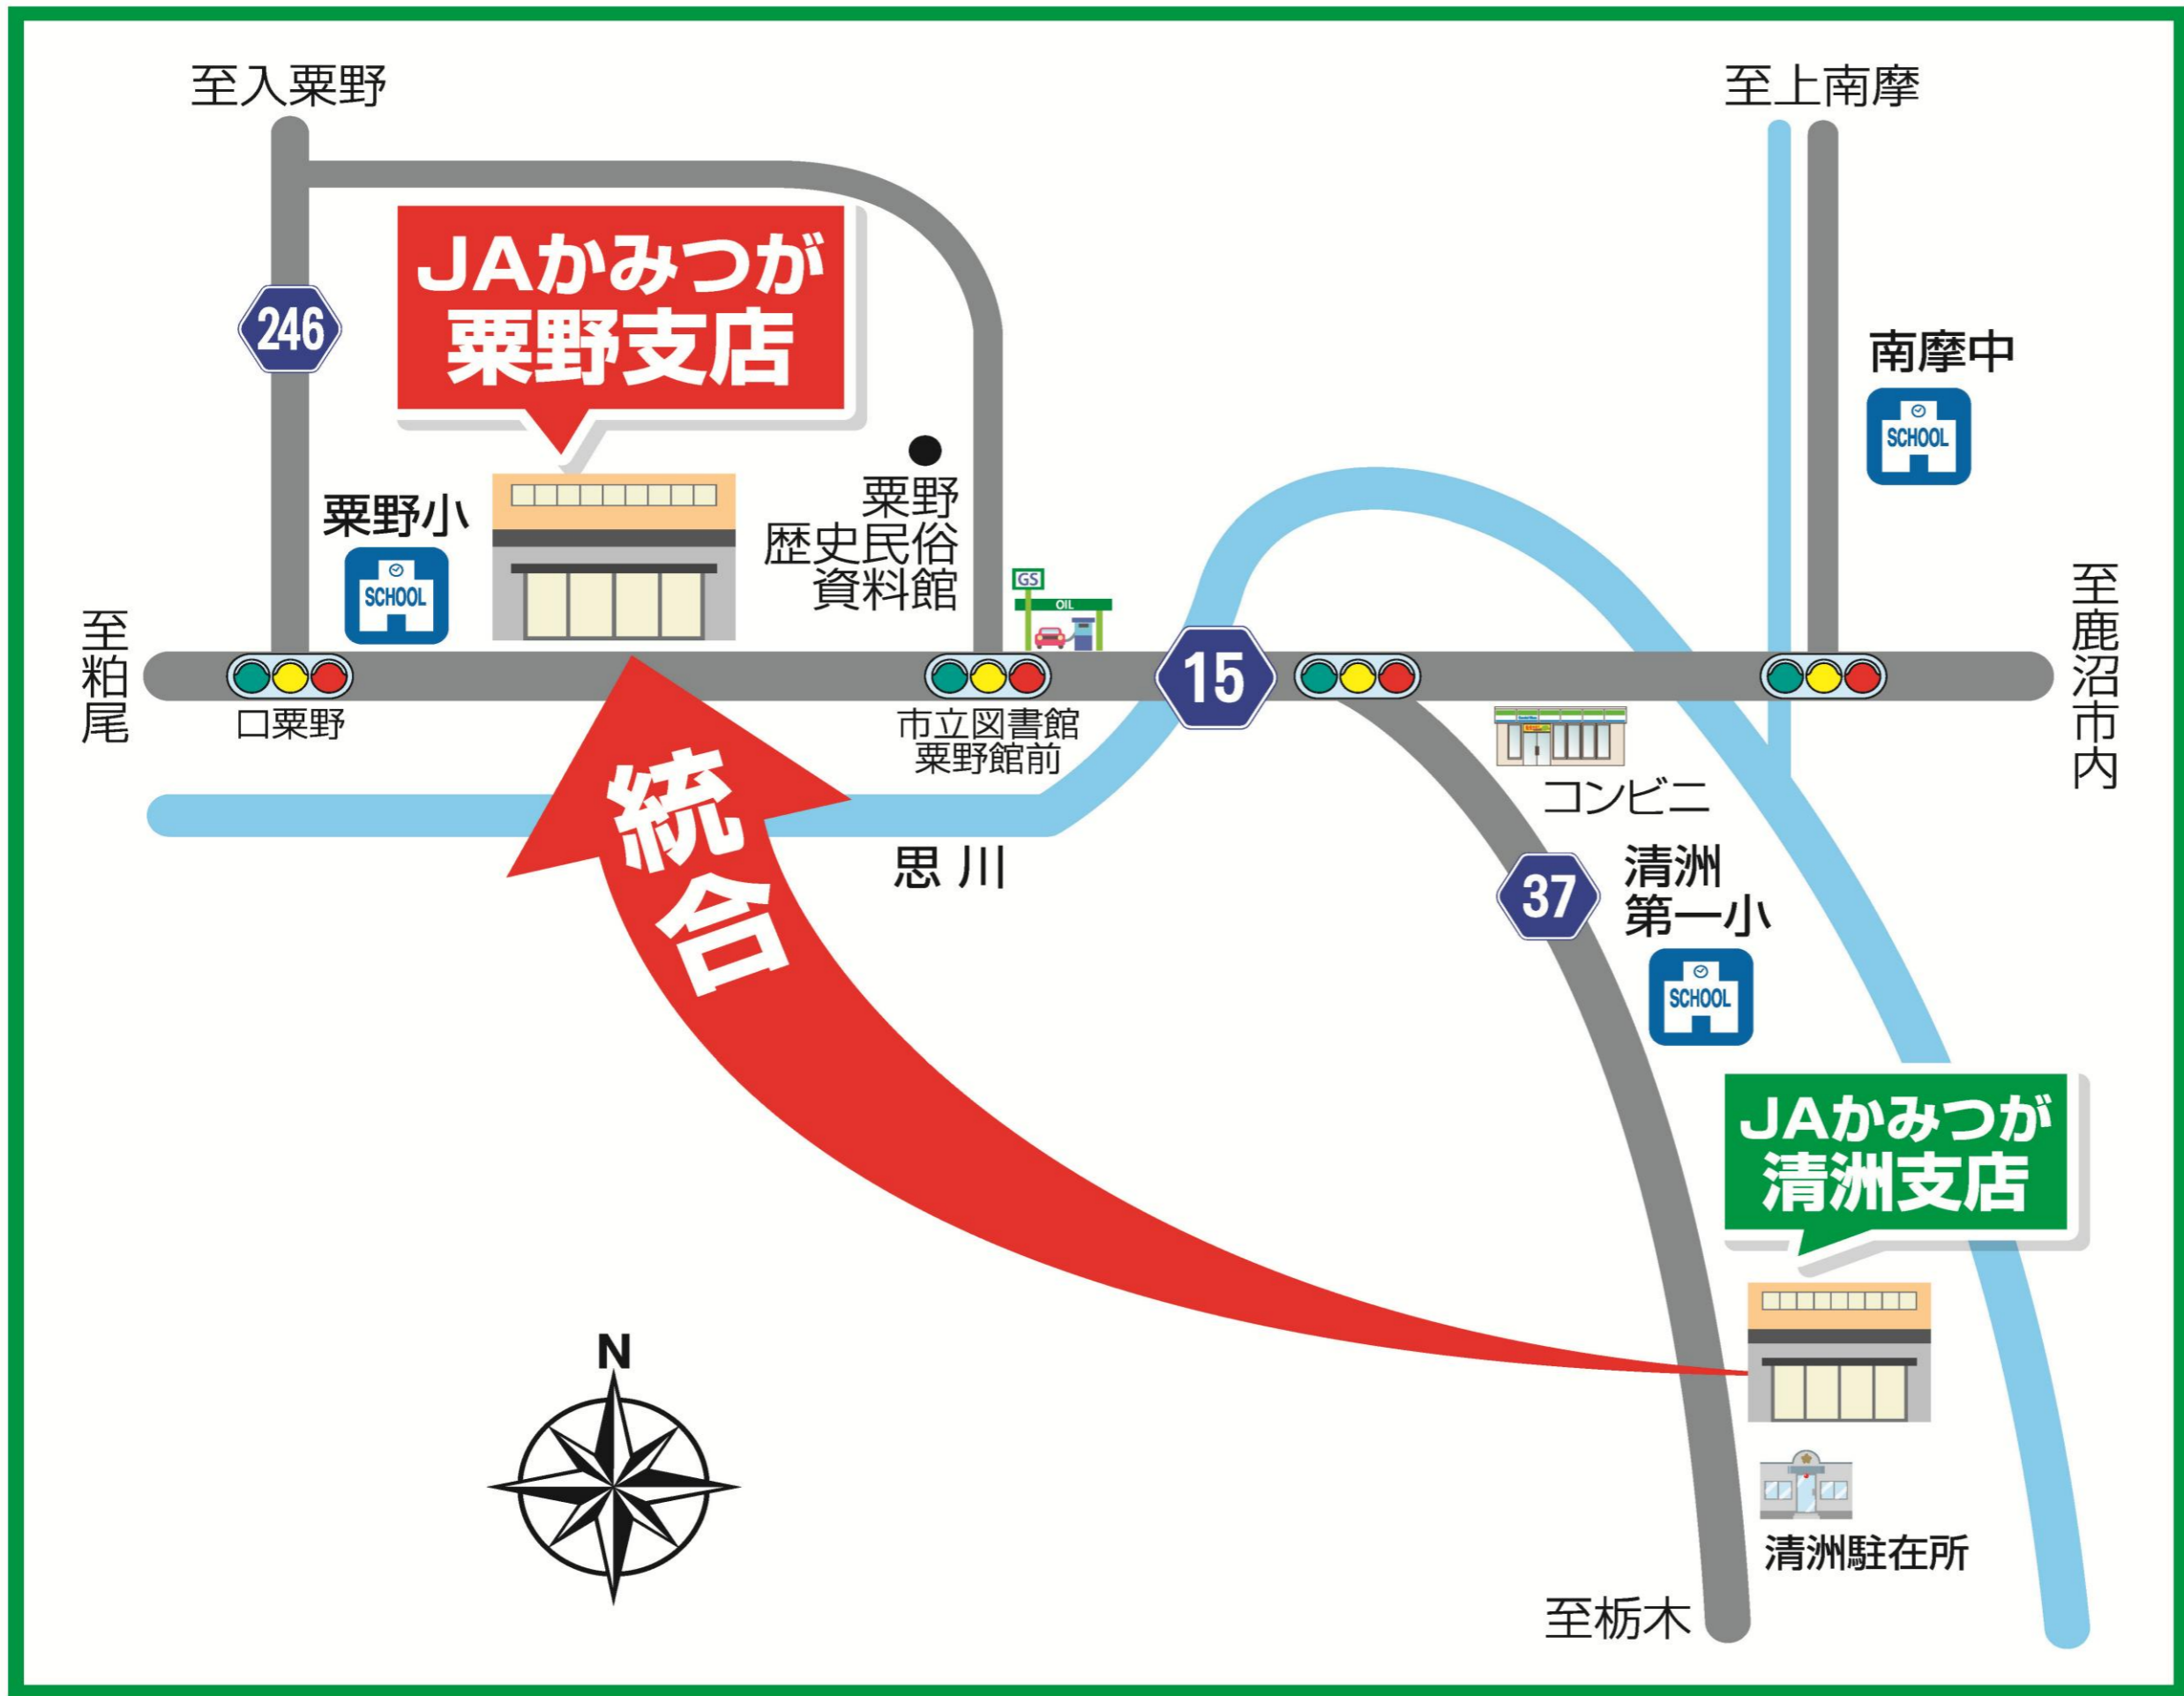 至入粟野
至上南摩
JAかみつが
粟野支店
246
南摩中
SCHOOL
粟野小
SCHOOL
粟野
歴史民俗
資料館
GS
OIL
至粕尾
至鹿沼市内
15
口粟野
市立図書館
粟野館前
コンビニ
統合
思川
37
清洲
第一小
SCHOOL
JAかみつが
清洲支店
N
清洲駐在所
至栃木